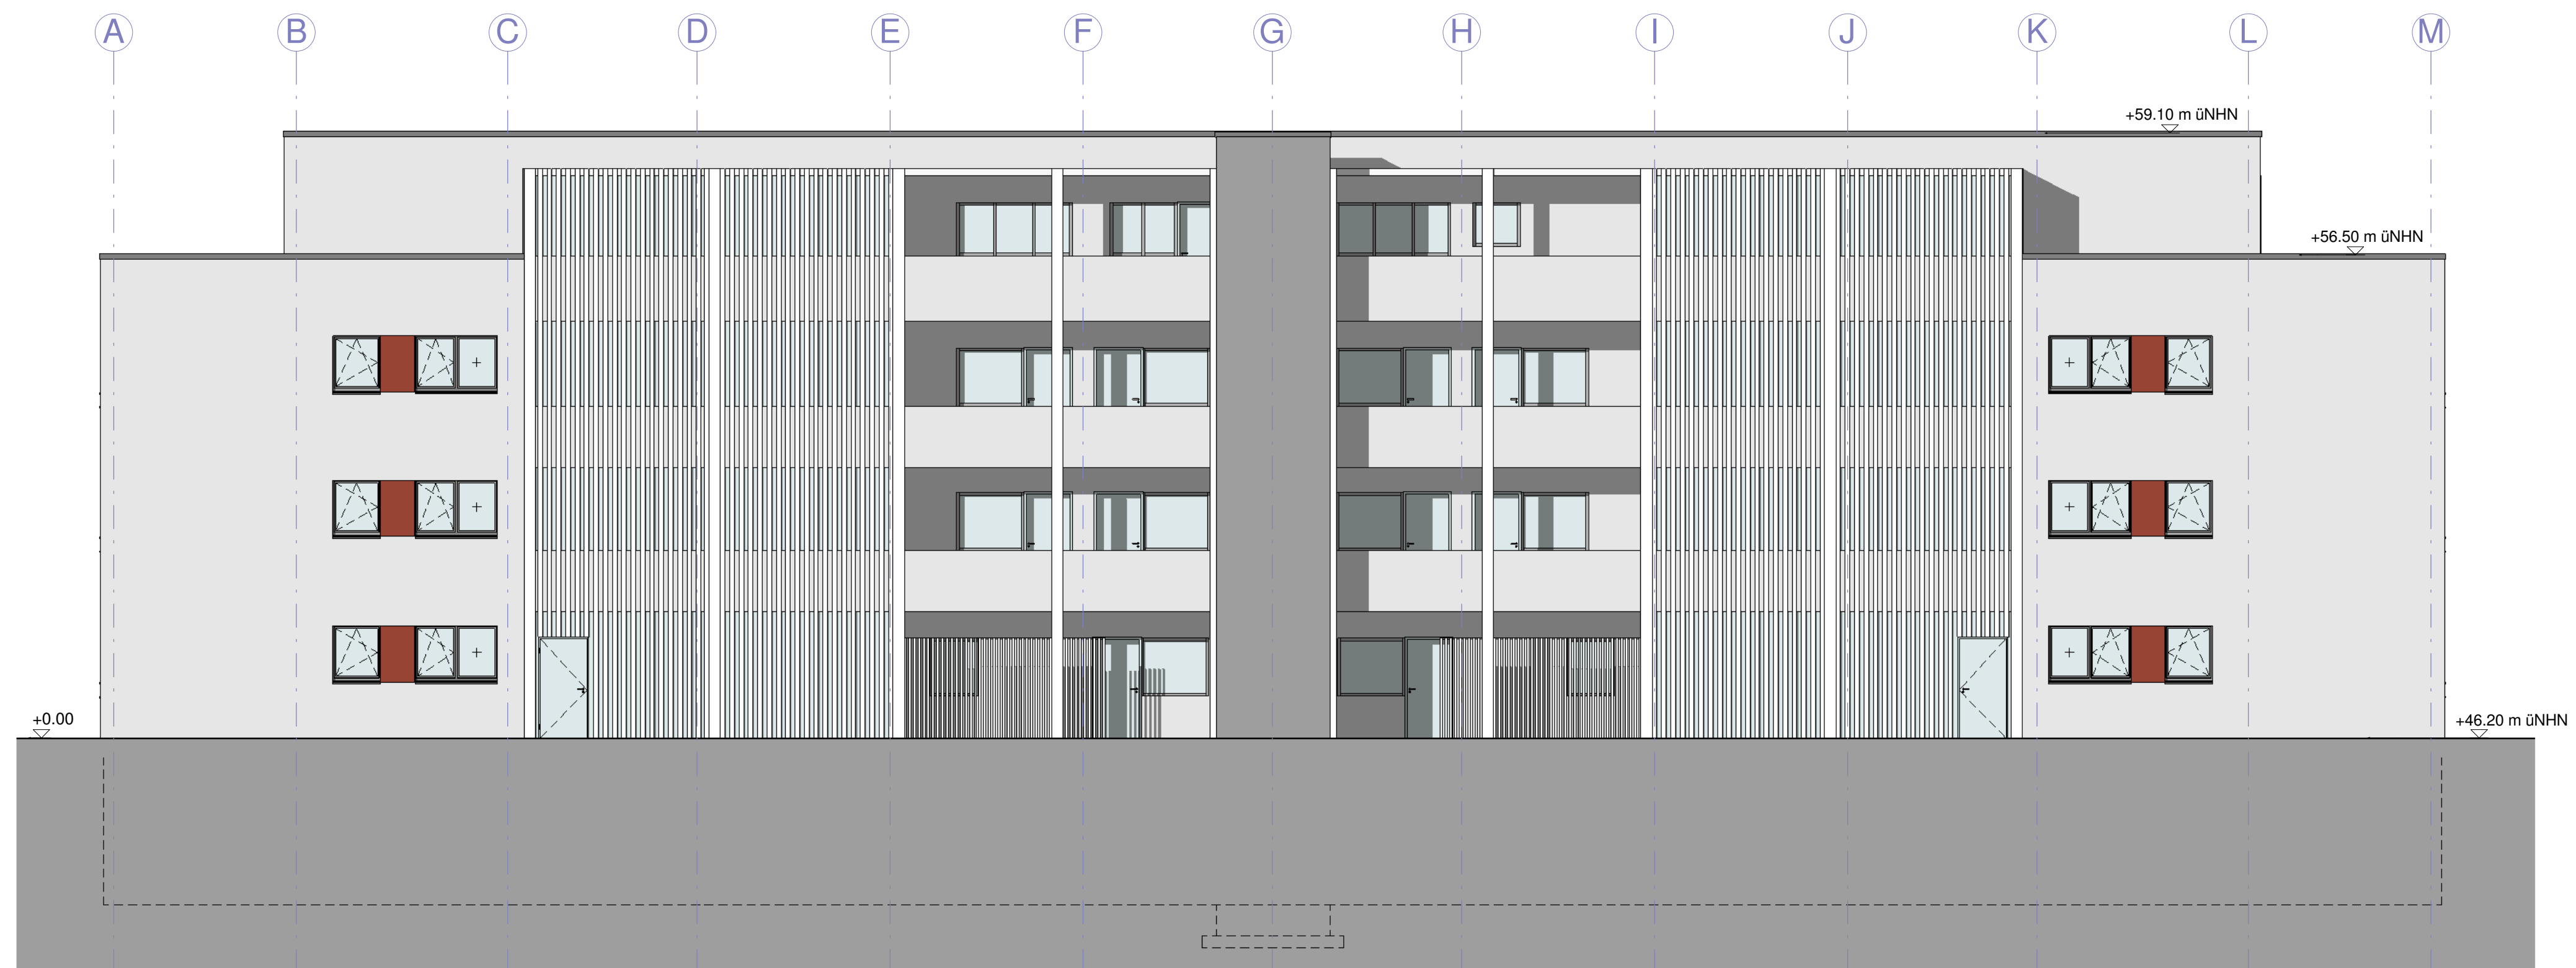 A B C D E F G H I J K L M
+59.10 m üNHN
+56.50 m üNHN
+0.00
+46.20 m üNHN